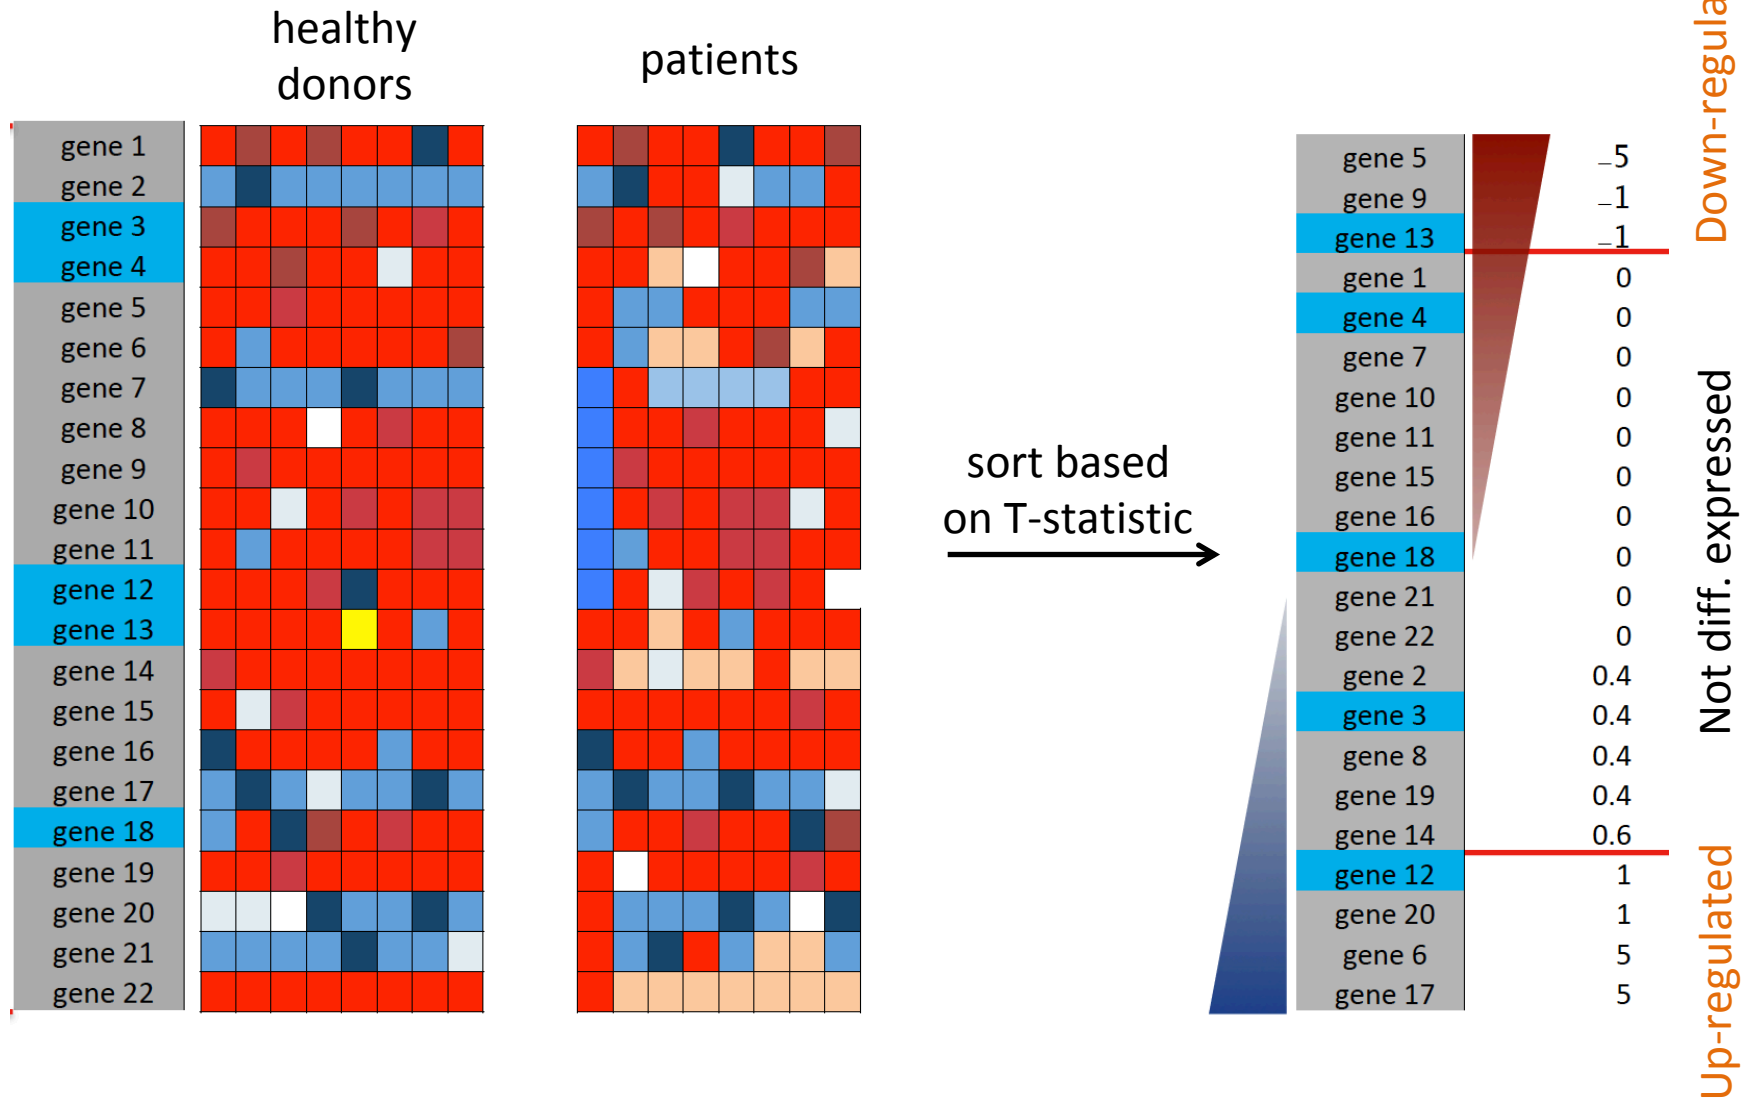 healthy
donors
patients
gene 1
gene 2
gene 3
gene 4
gene 5
gene 6
gene 7
gene 8
gene 9
gene 10
gene 11
gene 12
gene 13
gene 14
gene 15
gene 16
gene 17
gene 18
gene 19
gene 20
gene 21
gene 22
sort based
on T-statistic
gene 5 –5
gene 9 –1
gene 13 –1
gene 1 0
gene 4 0
gene 7 0
gene 10 0
gene 11 0
gene 15 0
gene 16 0
gene 18 0
gene 21 0
gene 22 0
gene 2 0.4
gene 3 0.4
gene 8 0.4
gene 19 0.4
gene 14 0.6
gene 12 1
gene 20 1
gene 6 5
gene 17 5
Down-regula
Not diff. expressed
Up-regulated